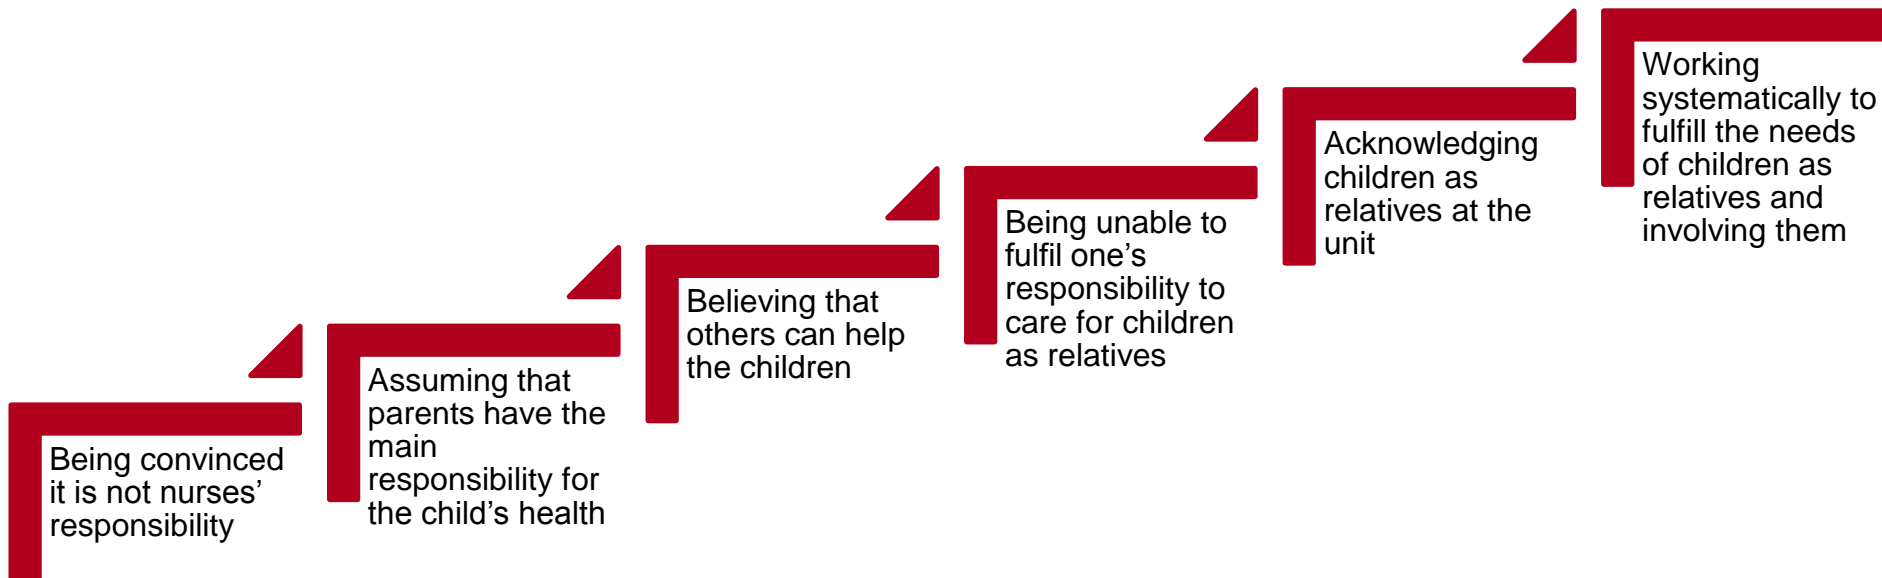 Being convinced
it is not nurses’
responsibility
Assuming that
parents have the
main
responsibility for
the child’s health
Believing that
others can help
the children
Being unable to
fulfil one’s
responsibility to
care for children
as relatives
Acknowledging
children as
relatives at the
unit
Working
systematically to
fulfill the needs
of children as
relatives and
involving them